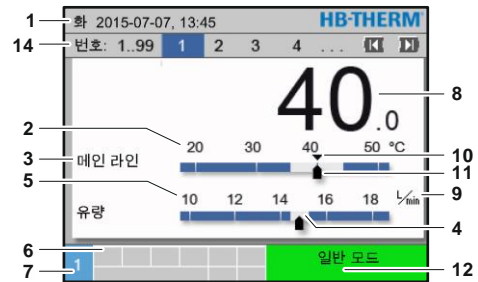 1 화 2015-07-07, 13:45 HB-THERM
14 번호: 1..99 1 2 3 4 ...
40.0 8
2 20 30 40 50 °C 10
3 메인 라인 11
5 10 12 14 16 18 L/min 9
유량 4
6
7 1 일반 모드 12